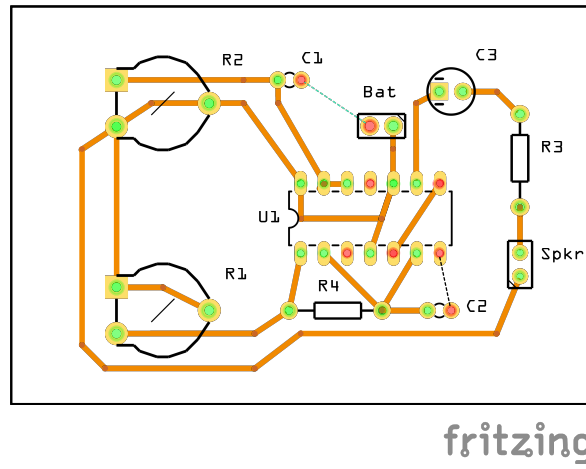 R2
C1
C3
Bat
R3
U1
Spkr
R1
R4
C2
fritzing